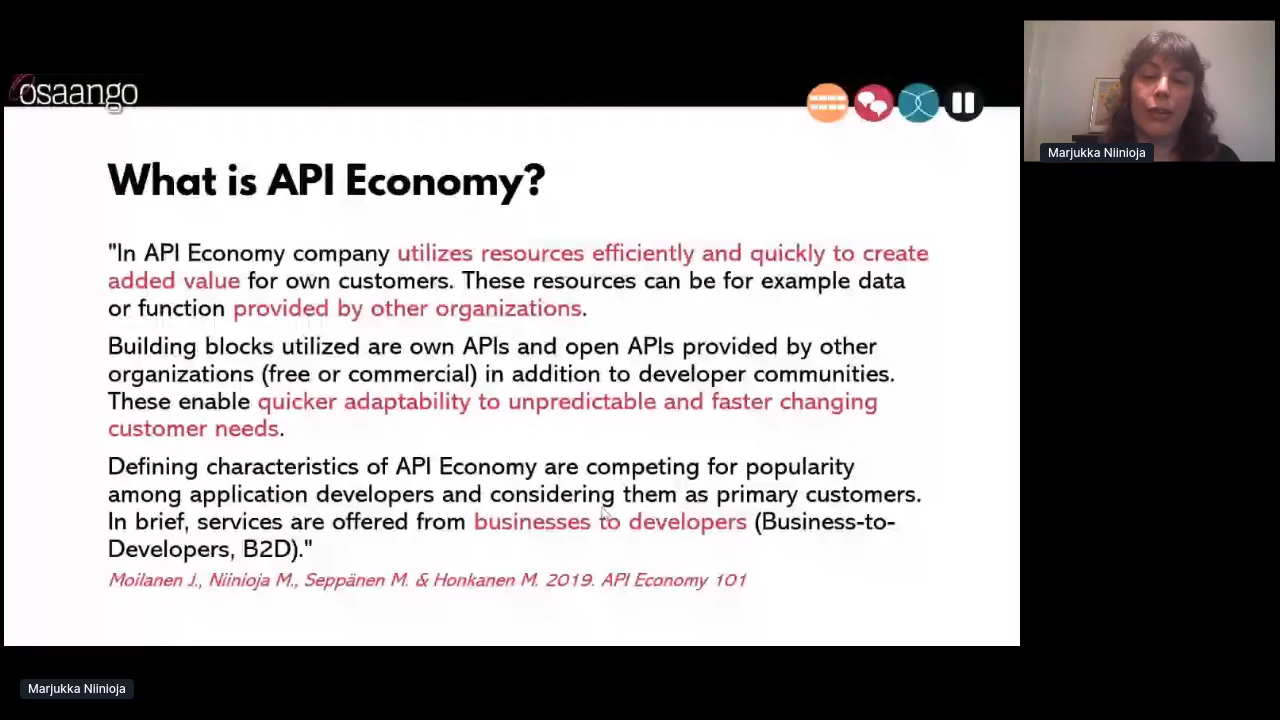 osaango
What is API Economy?
"In API Economy company utilizes resources efficiently and quickly to create
added value for own customers. These resources can be for example data
or function provided by other organizations.
Building blocks utilized are own APIs and open APIs provided by other
organizations (free or commercial) in addition to developer communities.
These enable quicker adaptability to unpredictable and faster changing
customer needs.
Defining characteristics of API Economy are competing for popularity
among application developers and considering them as primary customers.
In brief, services are offered from businesses to developers (Business-to-
Developers, B2D)."
Moilanen J., Niinioja M., Seppänen M. & Honkanen M. 2019. API Economy 101
Marjukka Niinioja
Marjukka Niinioja